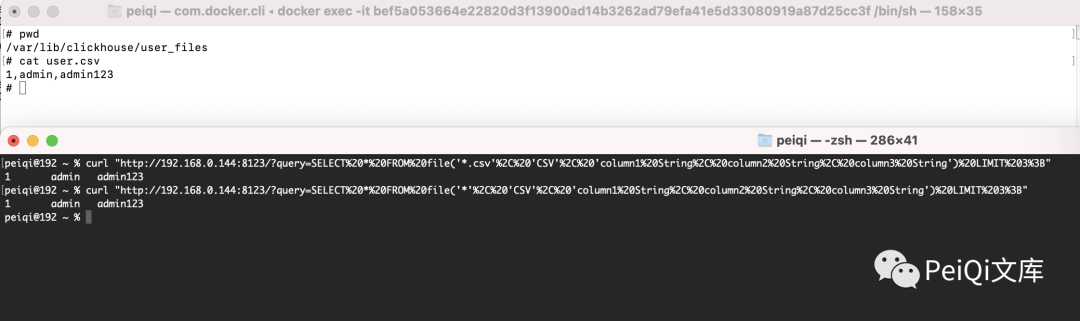 peiqi — com.docker.cli ◂ docker exec -it bef5a053664e22820d3f13900ad14b3262ad79efa41e5d33080919a87d25cc3f /bin/sh — 158×35
# pwd
/var/lib/clickhouse/user_files
# cat user.csv
1,admin,admin123
#
peiqi — -zsh — 286×41
peiqi@192 ~ % curl "http://192.168.0.144:8123/?query=SELECT%20*%20FROM%20file('*.csv'%2C%20'CSV'%2C%20'column1%20String%2C%20column2%20String%2C%20column3%20String')%20LIMIT%203%3B"
1 admin admin123
peiqi@192 ~ % curl "http://192.168.0.144:8123/?query=SELECT%20*%20FROM%20file('*'%2C%20'CSV'%2C%20'column1%20String%2C%20column2%20String%2C%20column3%20String')%20LIMIT%203%3B"
1 admin admin123
peiqi@192 ~ %
PeiQi文库